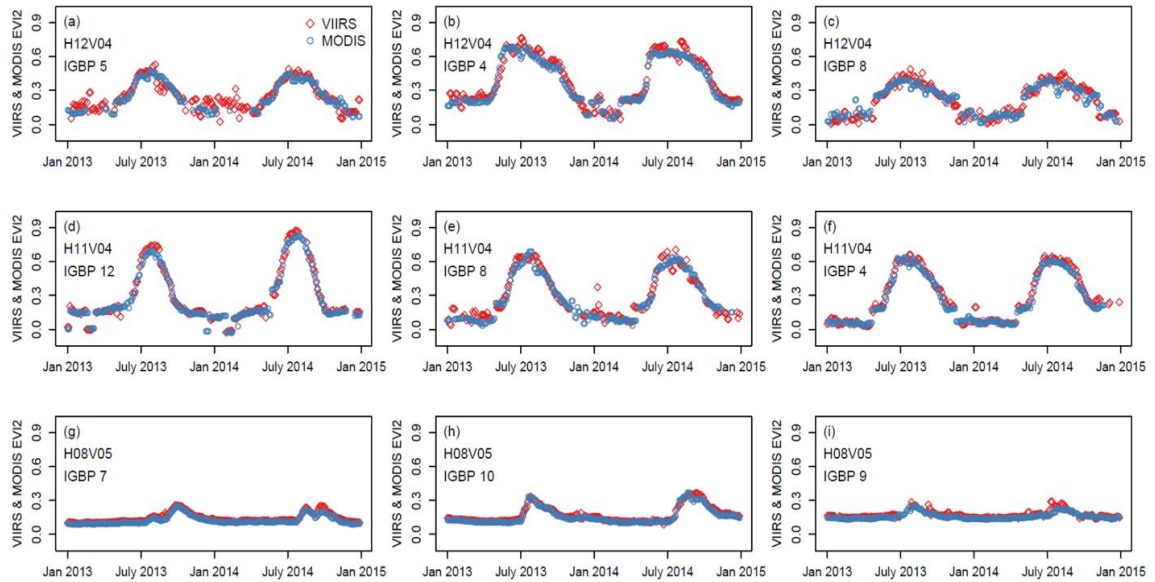 (a)
H12V04
IGBP 5
VIIRS
MODIS
VIIRS & MODIS EVI2
0.0 0.3 0.6 0.9
Jan 2013 July 2013 Jan 2014 July 2014 Jan 2015
(b)
H12V04
IGBP 4
VIIRS & MODIS EVI2
0.0 0.3 0.6 0.9
Jan 2013 July 2013 Jan 2014 July 2014 Jan 2015
(c)
H12V04
IGBP 8
VIIRS & MODIS EVI2
0.0 0.3 0.6 0.9
Jan 2013 July 2013 Jan 2014 July 2014 Jan 2015
(d)
H11V04
IGBP 12
VIIRS & MODIS EVI2
0.0 0.3 0.6 0.9
Jan 2013 July 2013 Jan 2014 July 2014 Jan 2015
(e)
H11V04
IGBP 8
VIIRS & MODIS EVI2
0.0 0.3 0.6 0.9
Jan 2013 July 2013 Jan 2014 July 2014 Jan 2015
(f)
H11V04
IGBP 4
VIIRS & MODIS EVI2
0.0 0.3 0.6 0.9
Jan 2013 July 2013 Jan 2014 July 2014 Jan 2015
(g)
H08V05
IGBP 7
VIIRS & MODIS EVI2
0.0 0.3 0.6 0.9
Jan 2013 July 2013 Jan 2014 July 2014 Jan 2015
(h)
H08V05
IGBP 10
VIIRS & MODIS EVI2
0.0 0.3 0.6 0.9
Jan 2013 July 2013 Jan 2014 July 2014 Jan 2015
(i)
H08V05
IGBP 9
VIIRS & MODIS EVI2
0.0 0.3 0.6 0.9
Jan 2013 July 2013 Jan 2014 July 2014 Jan 2015